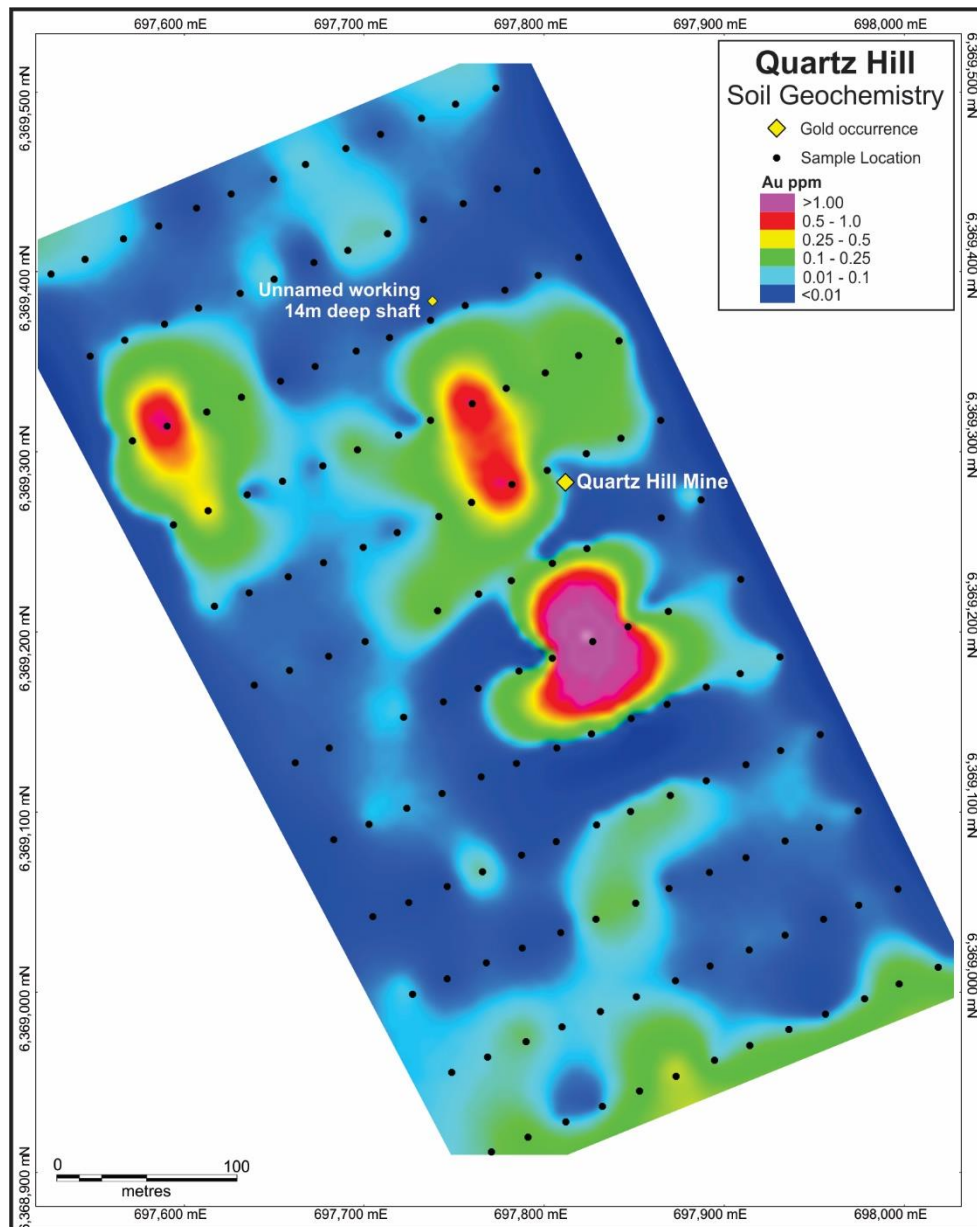 697,600 mE
697,700 mE
697,800 mE
697,900 mE
698,000 mE
Quartz Hill
Soil Geochemistry
Gold occurrence
Sample Location
Au ppm
>1.00
0.5 - 1.0
0.25 - 0.5
0.1 - 0.25
0.01 - 0.1
<0.01
6,369,500 mN
6,369,500 mN
6,369,400 mN
6,369,400 mN
Unnamed working
14m deep shaft
6,369,300 mN
6,369,300 mN
Quartz Hill Mine
6,369,200 mN
6,369,200 mN
6,369,100 mN
6,369,100 mN
6,369,000 mN
6,369,000 mN
6,368,900 mN
6,368,900 mN
0
100
metres
697,600 mE
697,700 mE
697,800 mE
697,900 mE
698,000 mE